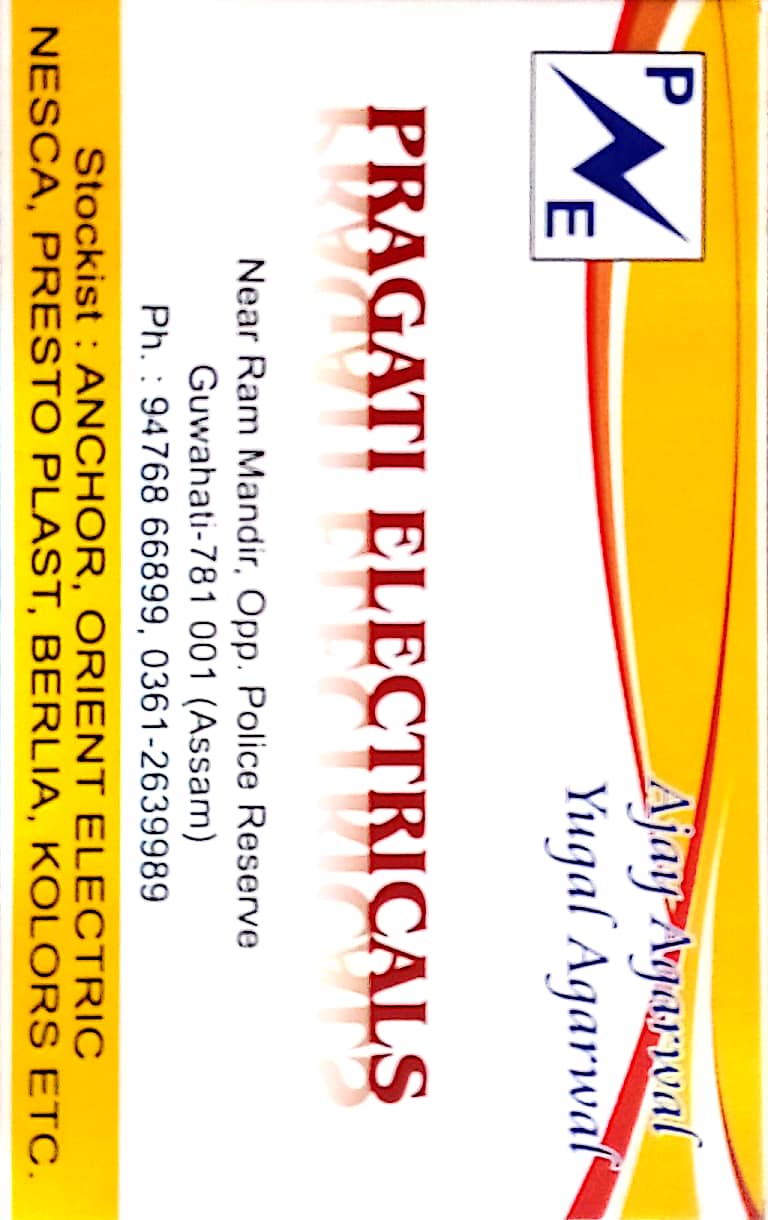 P
E
Ajay Agarwal
Yugal Agarwal
PRAGATI ELECTRICALS
Near Ram Mandir, Opp. Police Reserve
Guwahati-781 001 (Assam)
Ph. : 94768 66899, 0361-2639989
Stockist : ANCHOR, ORIENT ELECTRIC
NESCA, PRESTO PLAST, BERLIA, KOLORS ETC.